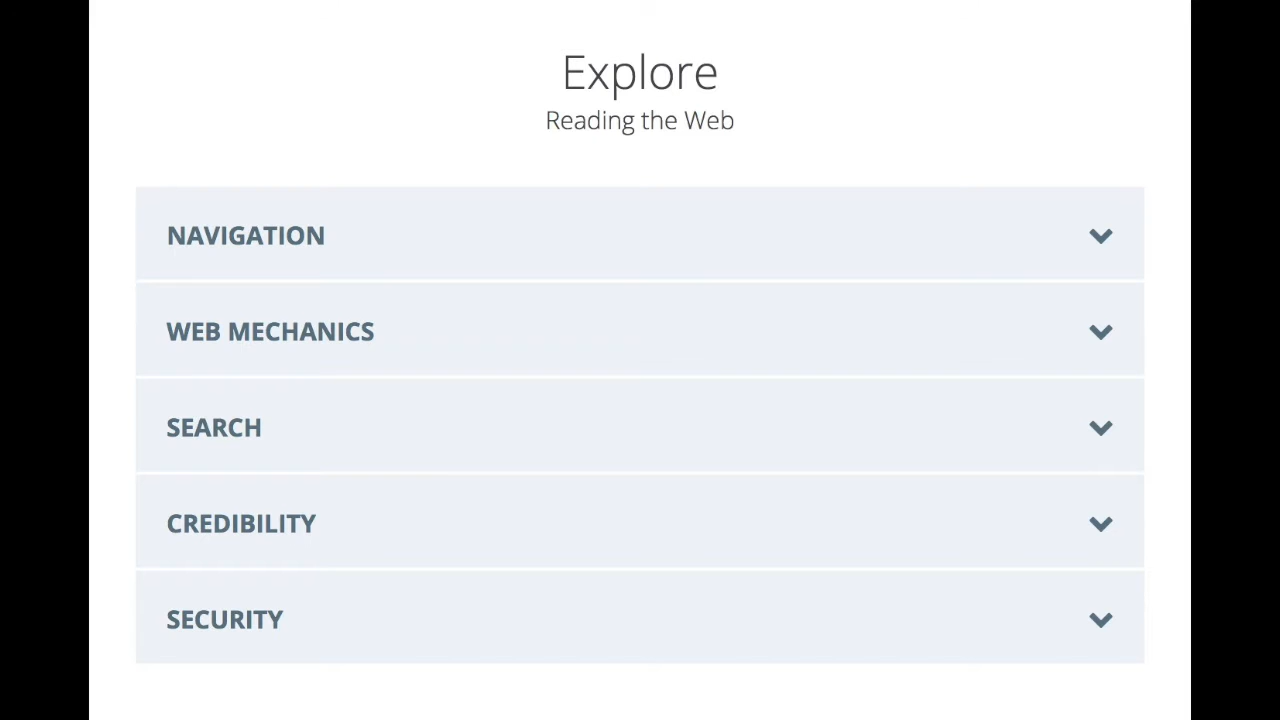 Explore
Reading the Web
NAVIGATION
WEB MECHANICS
SEARCH
CREDIBILITY
SECURITY